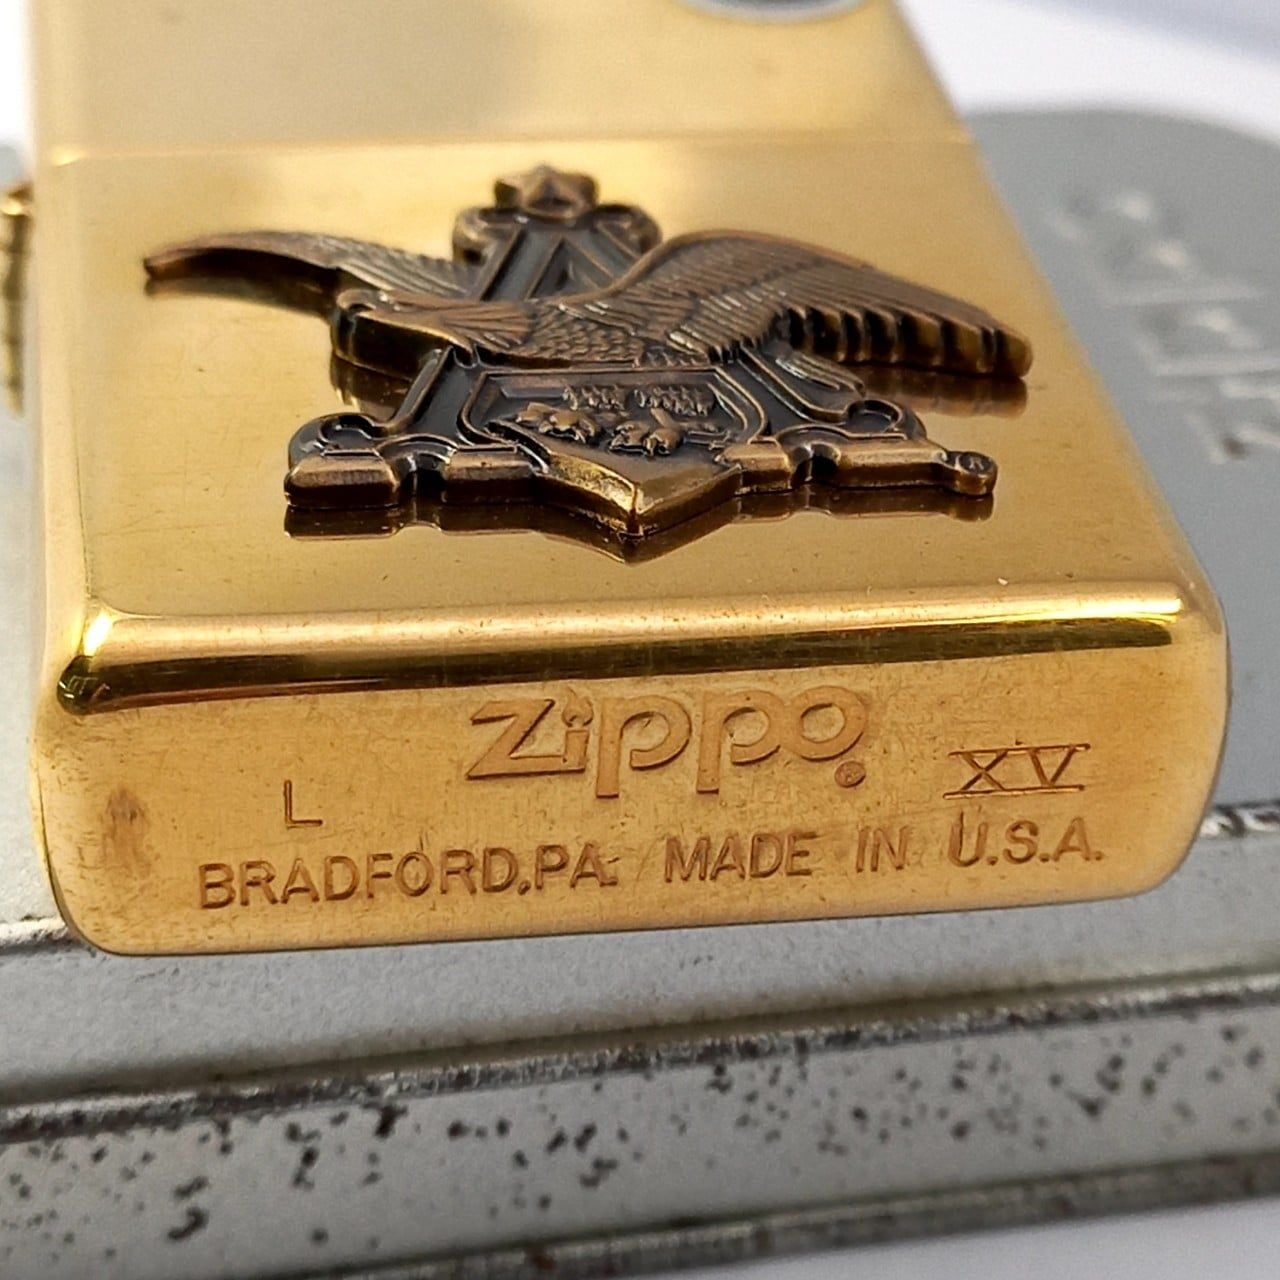 Zippo®
L XV
BRADFORD,PA. MADE IN U.S.A.